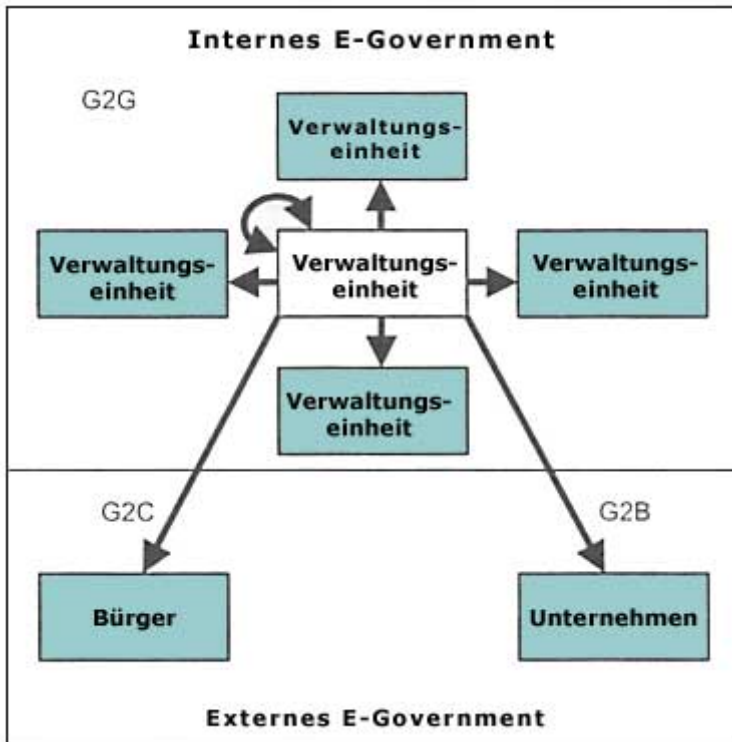 Internes E-Government
G2G
Verwaltungs-
einheit
Verwaltungs-
einheit
Verwaltungs-
einheit
Verwaltungs-
einheit
Verwaltungs-
einheit
G2C
G2B
Bürger
Unternehmen
Externes E-Government